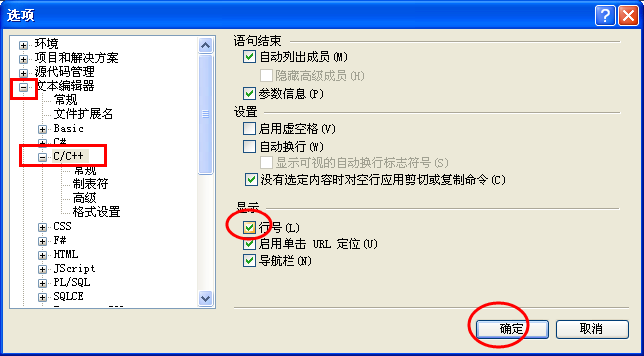 选项
环境
项目和解决方案
源代码管理
文本编辑器
常规
文件扩展名
Basic
C#
C/C++
常规
制表符
高级
格式设置
CSS
F#
HTML
JScript
PL/SQL
SQLCE
语句结束
自动列出成员(M)
隐藏高级成员(H)
参数信息(P)
设置
启用虚空格(V)
自动换行(W)
显示可视的自动换行标志符号(S)
没有选定内容时对空行应用剪切或复制命令(C)
显示
行号(L)
启用单击 URL 定位(U)
导航栏(N)
确定
取消